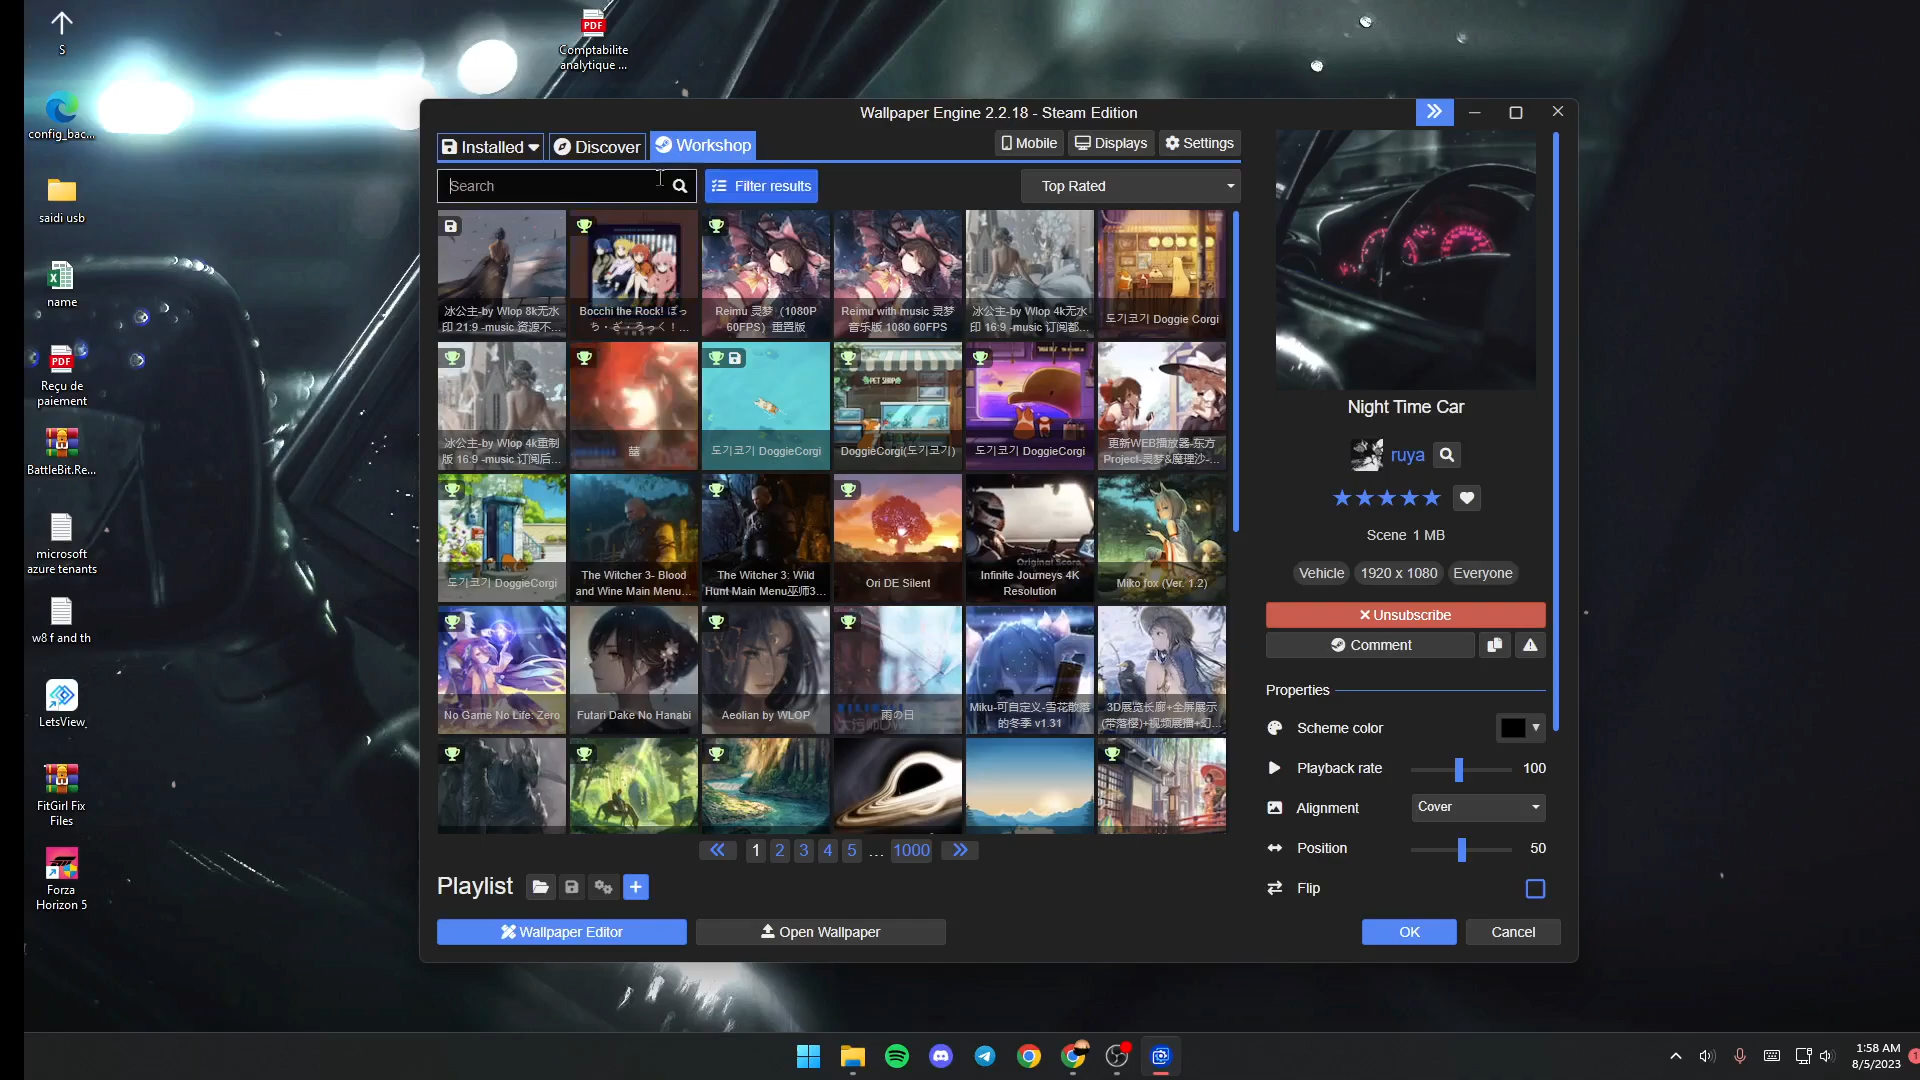 S
PDF
Comptabilite
analytique ...
config_bac...
saidi usb
name
PDF
Reçu de
paiement
BattleBit.Re...
microsoft
azure tenants
w8 f and th
LetsView
FitGirl Fix
Files
Forza
Horizon 5
Wallpaper Engine 2.2.18 - Steam Edition
Installed
Discover
Workshop
Mobile
Displays
Settings
Search
Filter results
Top Rated
冰公主-by Wlop 8k无水
印 21:9 -music 资源不...
Bocchi the Rock! ぼっ
ち・ざ・ろっく！...
Reimu 灵梦（1080P
60FPS）重置版
Reimu with music 灵梦
音乐版 1080 60FPS
冰公主-by Wlop 4k无水
印 16:9 -music 订阅都...
도기코기 Doggie Corgi
冰公主-by Wlop 4k重制
版 16:9 -music 订阅后...
囍
도기코기 DoggieCorgi
PET SHOP
DoggieCorgi(도기코기)
도기코기 DoggieCorgi
更新WEB播放器-东方
Project-灵梦&魔理沙-...
도기코기 DoggieCorgi
The Witcher 3- Blood
and Wine Main Menu...
The Witcher 3: Wild
Hunt Main Menu巫师3...
Ori DE Silent
Original Score
Infinite Journeys 4K
Resolution
Miko fox (Ver. 1.2)
No Game No Life: Zero
Futari Dake No Hanabi
Aeolian by WLOP
雨の日
Miku-可自定义-雪花散落
的冬季 v1.31
3D展览长廊+全屏展示
(带落樱)+视频展播+幻...
1 2 3 4 5 ... 1000
Playlist
Wallpaper Editor
Open Wallpaper
Night Time Car
ruya
Scene 1 MB
Vehicle
1920 x 1080
Everyone
Unsubscribe
Comment
Properties
Scheme color
Playback rate
100
Alignment
Cover
Position
50
Flip
OK
Cancel
1:58 AM
8/5/2023